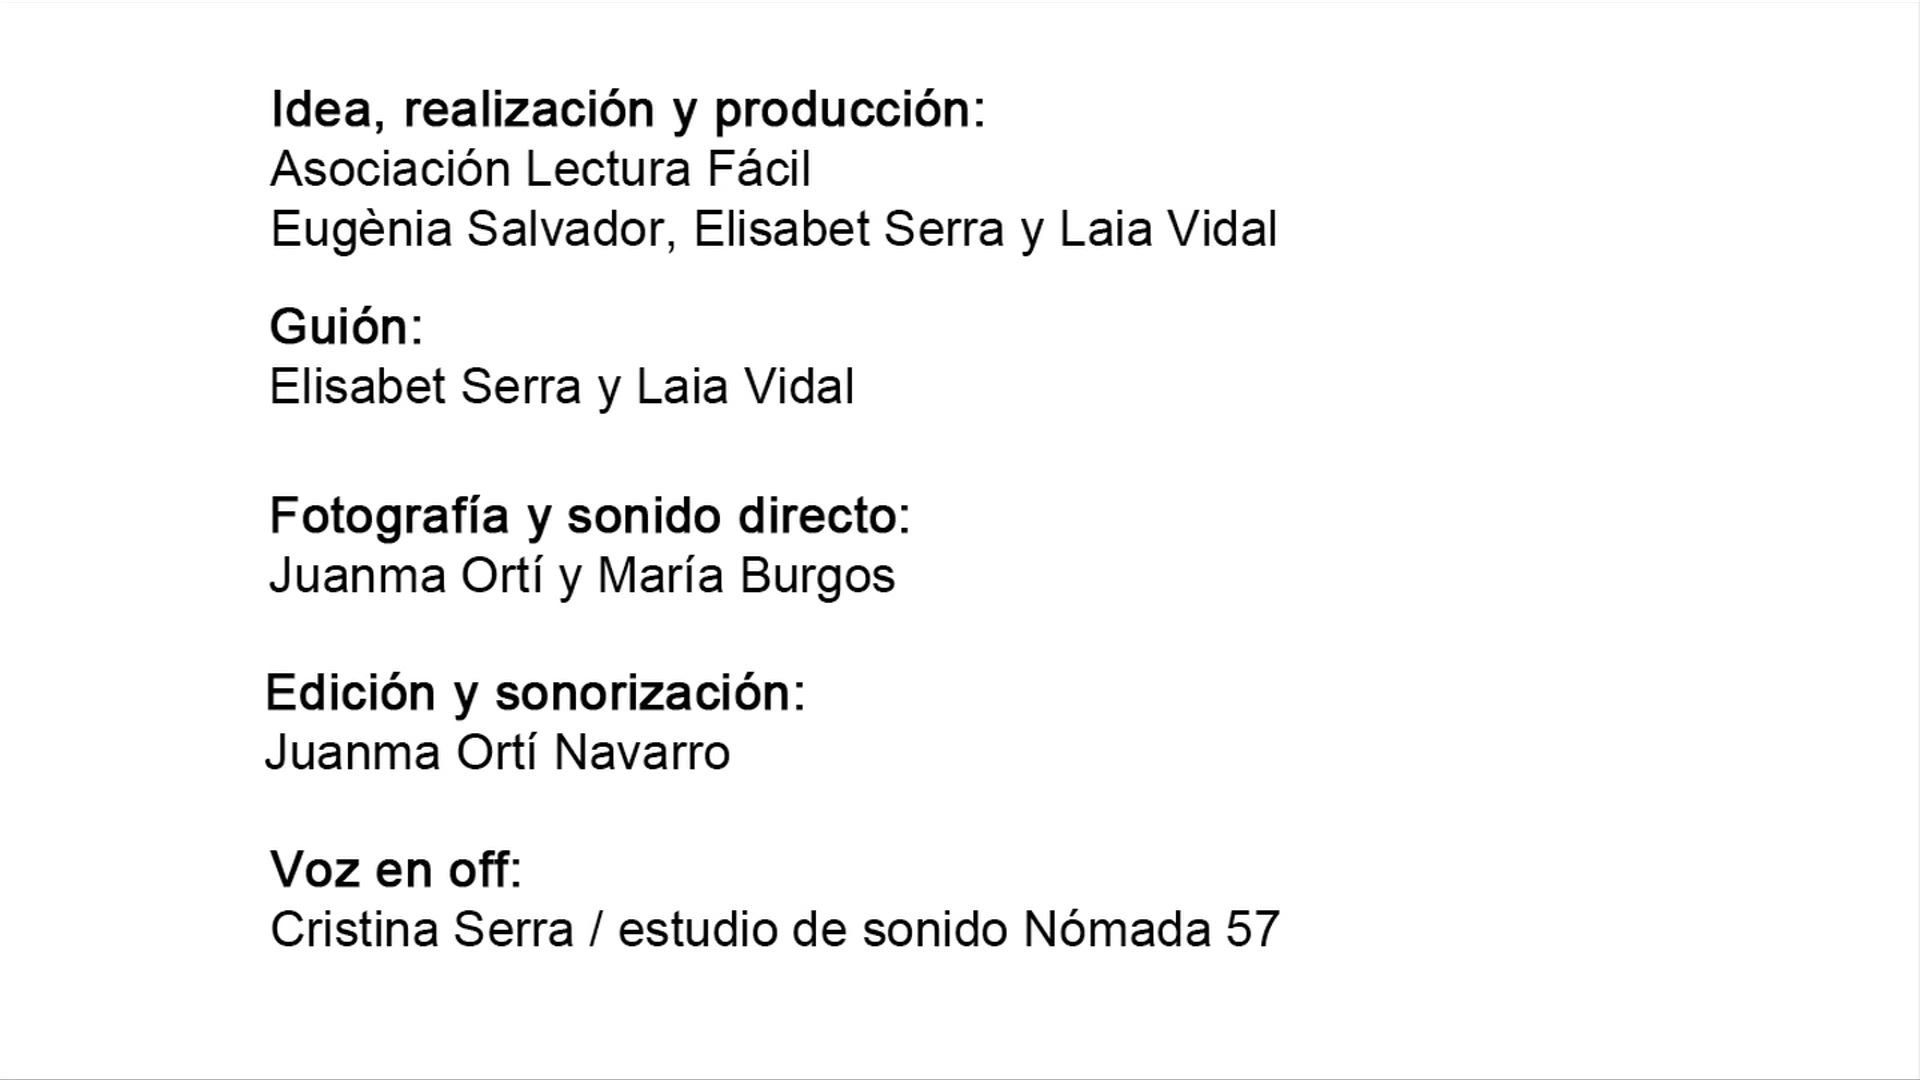 Idea, realización y producción:
Asociación Lectura Fácil
Eugènia Salvador, Elisabet Serra y Laia Vidal
Guión:
Elisabet Serra y Laia Vidal
Fotografía y sonido directo:
Juanma Ortí y María Burgos
Edición y sonorización:
Juanma Ortí Navarro
Voz en off:
Cristina Serra / estudio de sonido Nómada 57